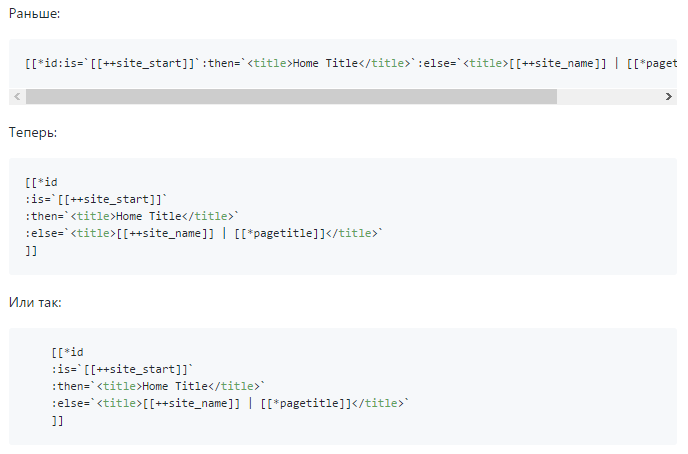 Раньше:
[[*id:is=`[[++site_start]]`:then=`<title>Home Title</title>`:else=`<title>[[++site_name]] | [[*paget
Теперь:
[[*id
:is=`[[++site_start]]`
:then=`<title>Home Title</title>`
:else=`<title>[[++site_name]] | [[*pagetitle]]</title>`
]]
Или так:
[[*id
:is=`[[++site_start]]`
:then=`<title>Home Title</title>`
:else=`<title>[[++site_name]] | [[*pagetitle]]</title>`
]]